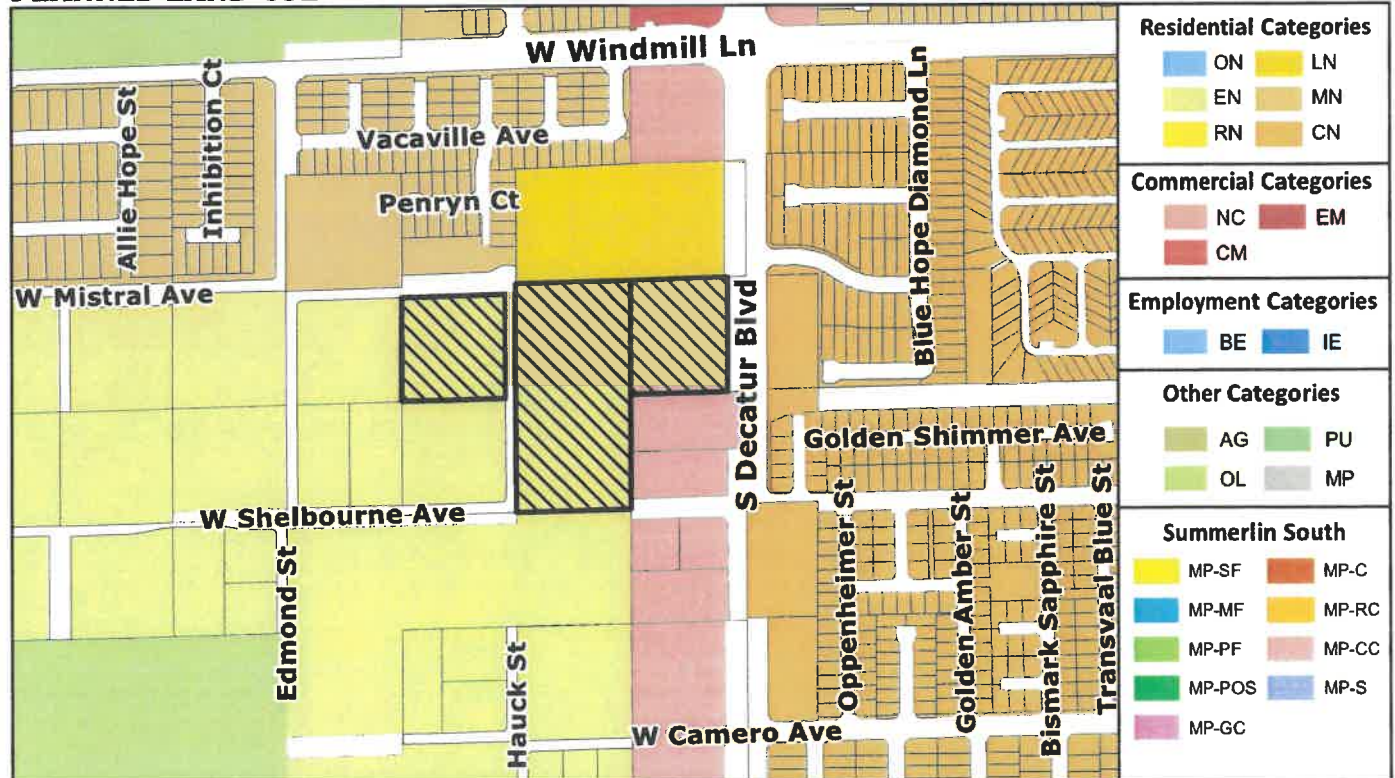 W Windmill Ln
Allie Hope St
Inhibition Ct
Vacaville Ave
Penryn Ct
Blue Hope Diamond Ln
W Mistral Ave
S Decatur Blvd
Golden Shimmer Ave
W Shelbourne Ave
Edmond St
Hauck St
Oppenheimer St
Golden Amber St
Bismark Sapphire St
Transvaal Blue St
W Camero Ave
Residential Categories
ON LN
EN MN
RN CN
Commercial Categories
NC EM
CM
Employment Categories
BE IE
Other Categories
AG PU
OL MP
Summerlin South
MP-SF MP-C
MP-MF MP-RC
MP-PF MP-CC
MP-POS MP-S
MP-GC